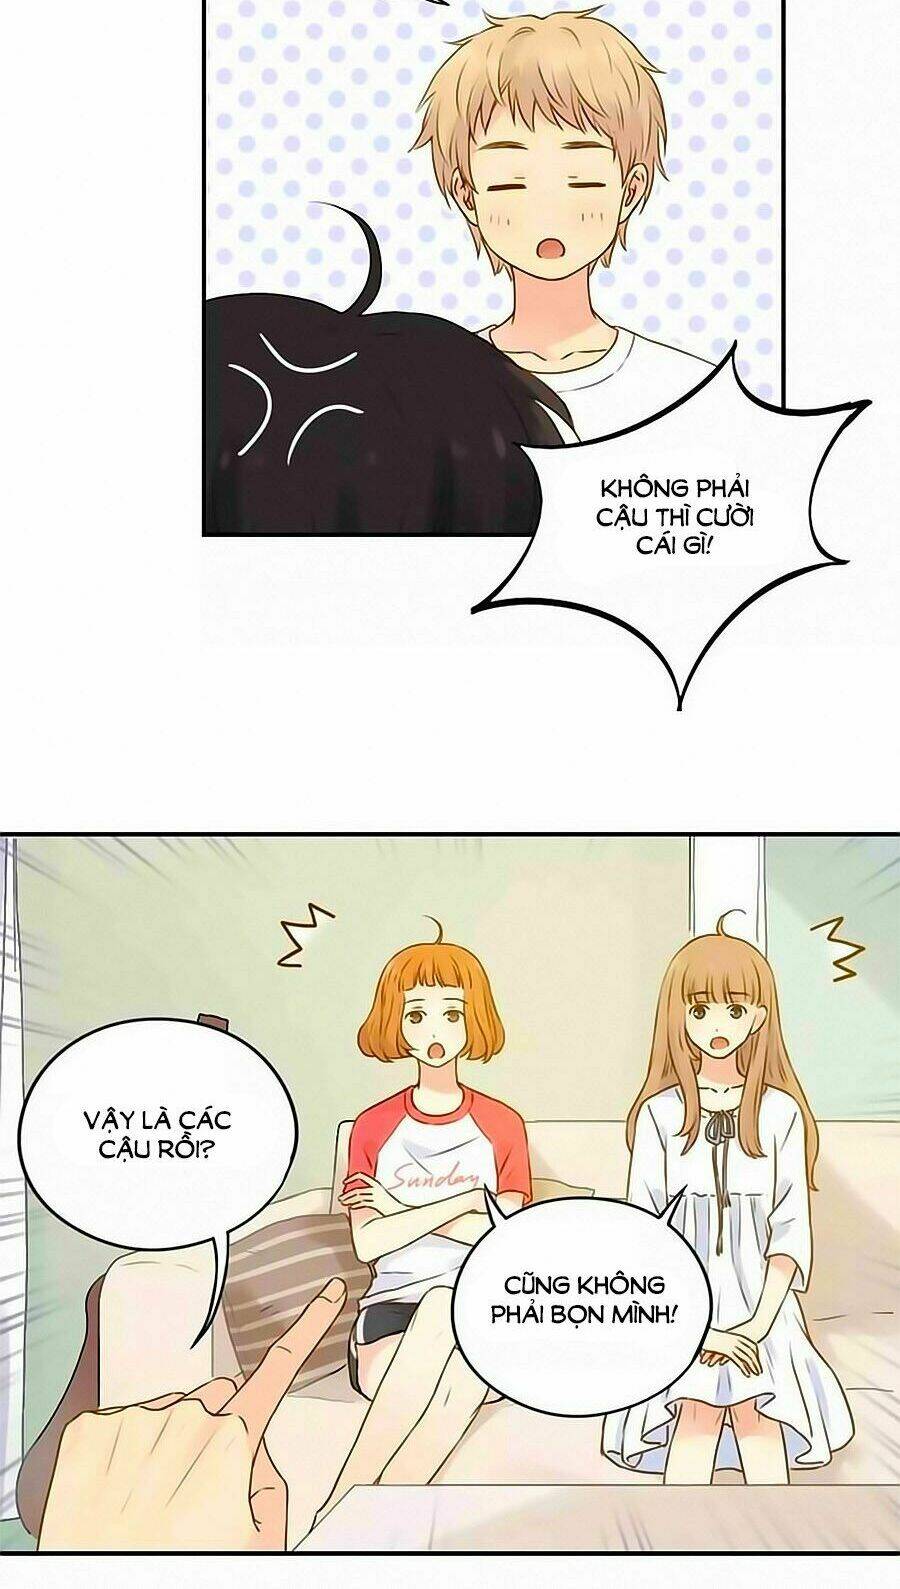 KHÔNG PHẢI
CẬU THÌ CƯỜI
CÁI GÌ!
VẬY LÀ CÁC
CẬU RỒI?
Sunday
CŨNG KHÔNG
PHẢI BỌN MÌNH!